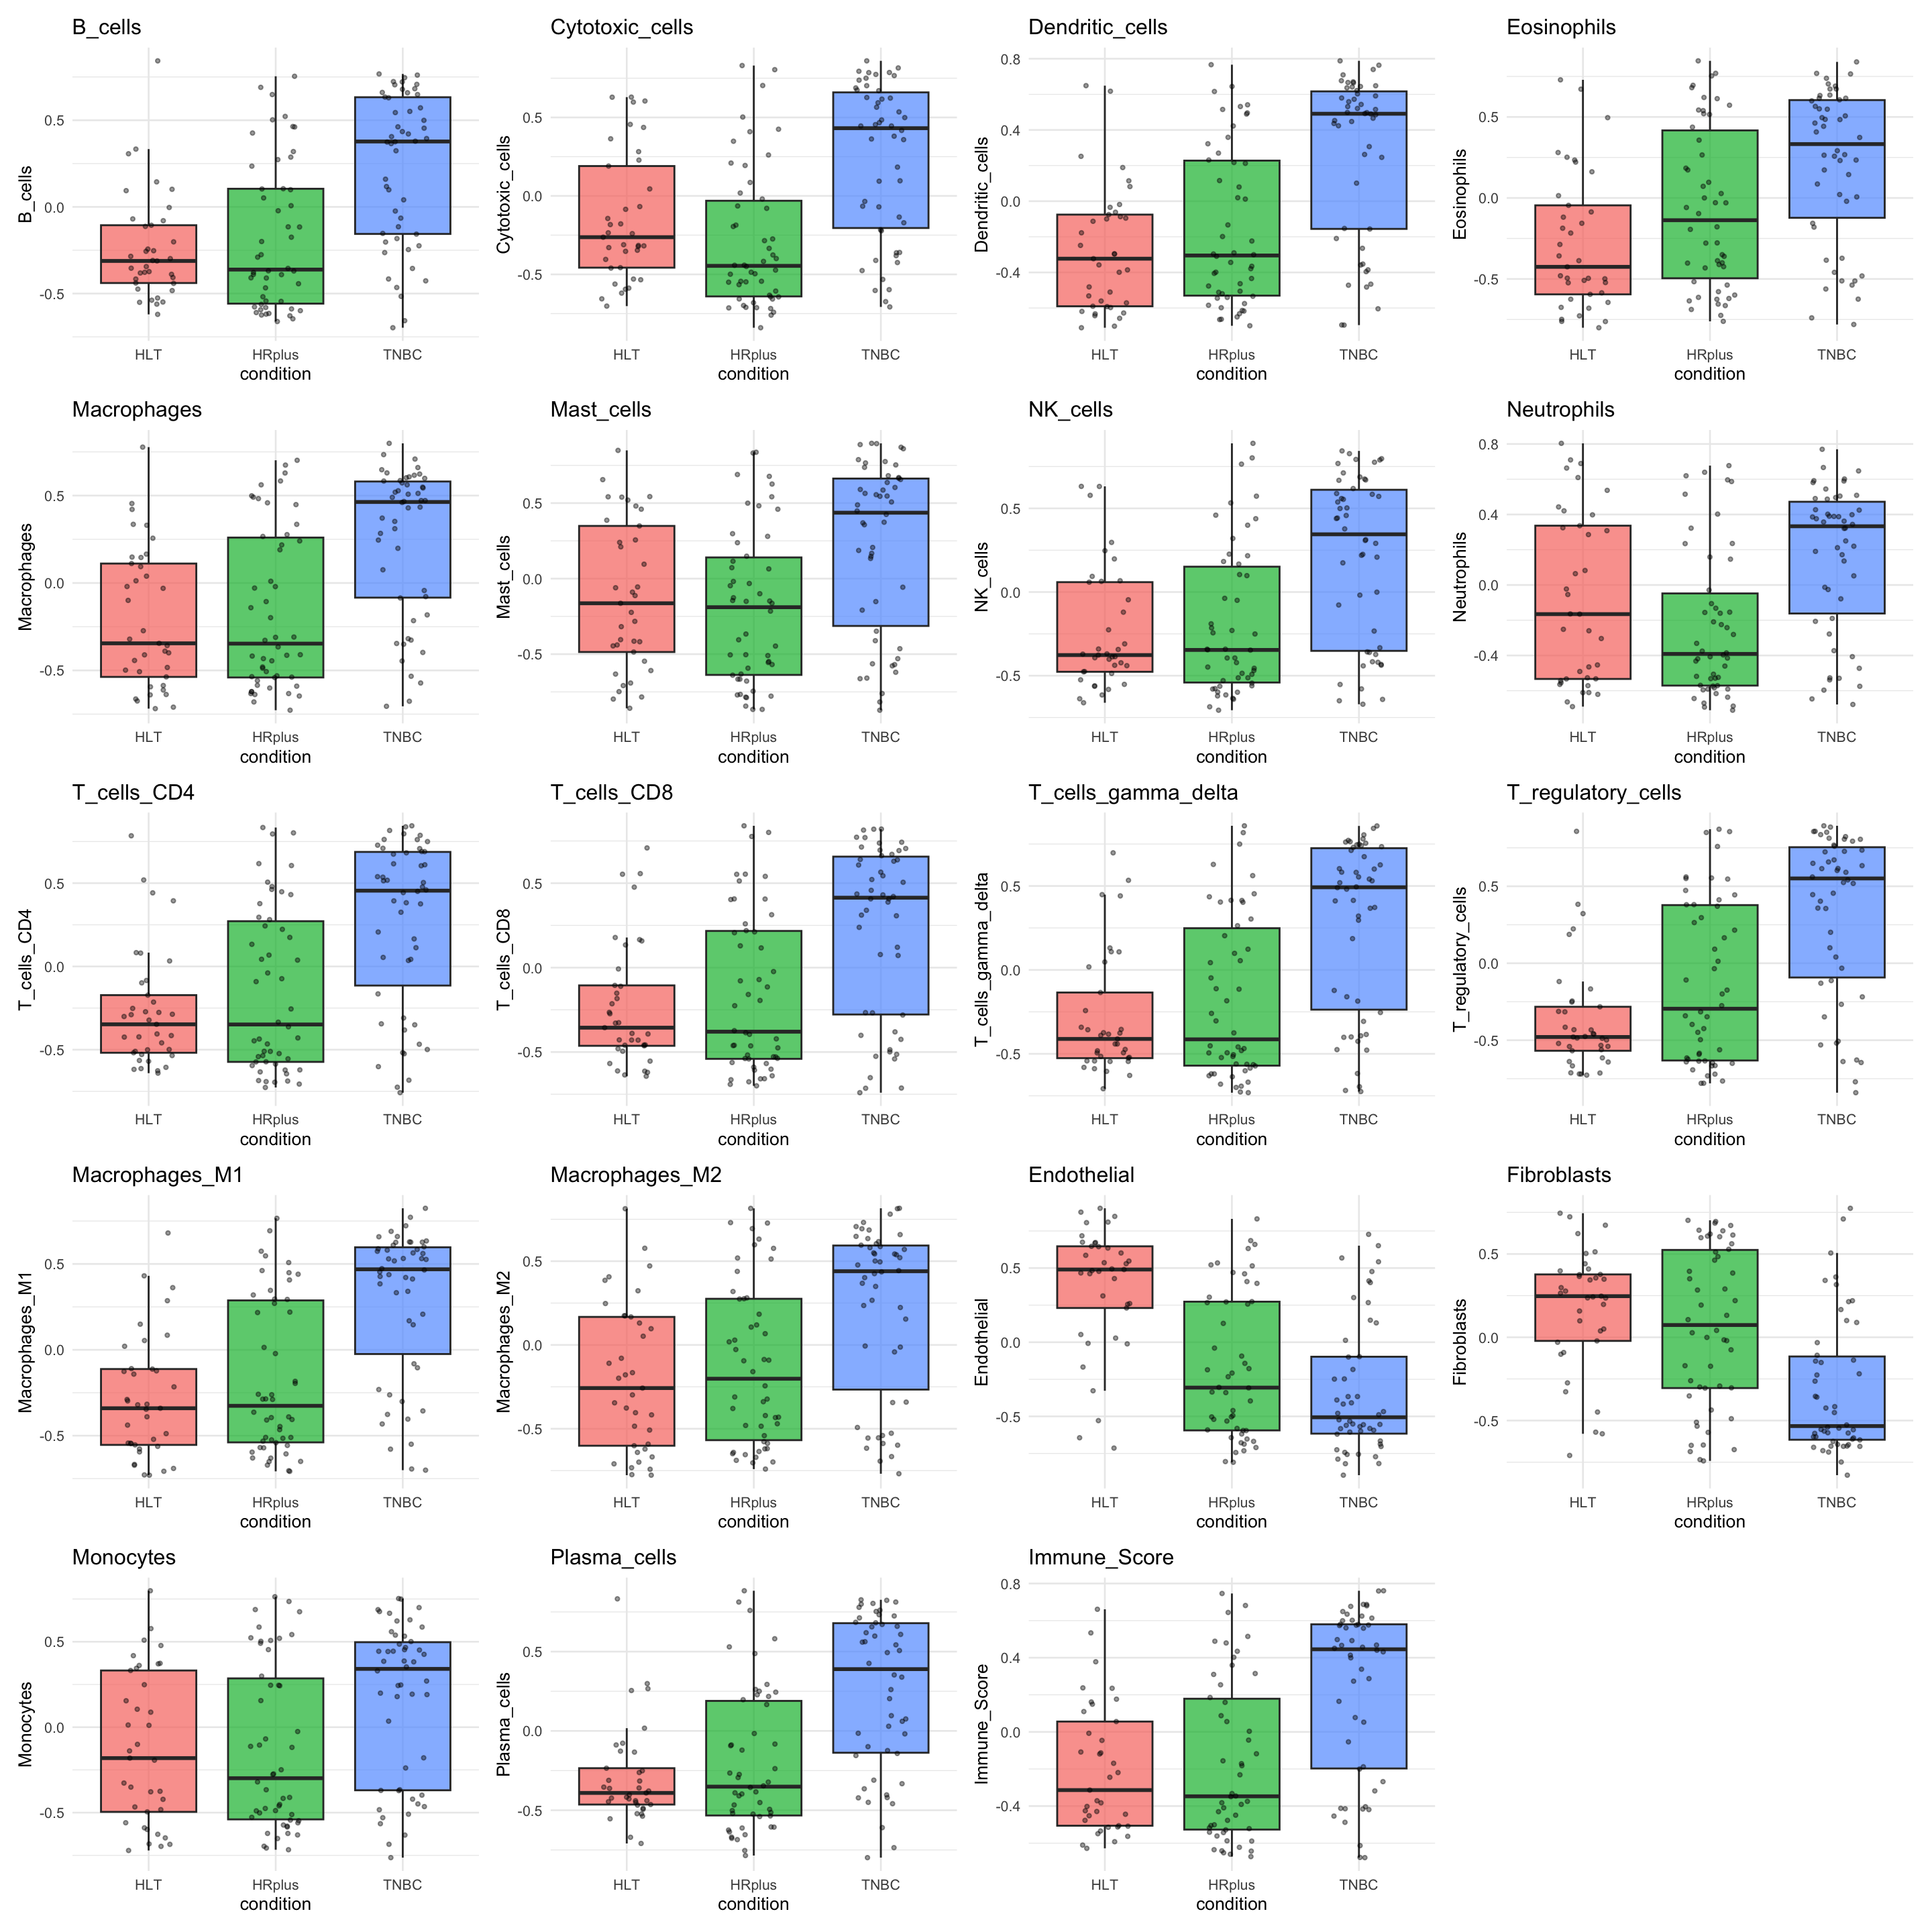 B_cells
B_cells
0.5
0.0
-0.5
HLT HRplus TNBC
condition
Cytotoxic_cells
Cytotoxic_cells
0.5
0.0
-0.5
HLT HRplus TNBC
condition
Dendritic_cells
Dendritic_cells
0.8
0.4
0.0
-0.4
HLT HRplus TNBC
condition
Eosinophils
Eosinophils
0.5
0.0
-0.5
HLT HRplus TNBC
condition
Macrophages
Macrophages
0.5
0.0
-0.5
HLT HRplus TNBC
condition
Mast_cells
Mast_cells
0.5
0.0
-0.5
HLT HRplus TNBC
condition
NK_cells
NK_cells
0.5
0.0
-0.5
HLT HRplus TNBC
condition
Neutrophils
Neutrophils
0.8
0.4
0.0
-0.4
HLT HRplus TNBC
condition
T_cells_CD4
T_cells_CD4
0.5
0.0
-0.5
HLT HRplus TNBC
condition
T_cells_CD8
T_cells_CD8
0.5
0.0
-0.5
HLT HRplus TNBC
condition
T_cells_gamma_delta
T_cells_gamma_delta
0.5
0.0
-0.5
HLT HRplus TNBC
condition
T_regulatory_cells
T_regulatory_cells
0.5
0.0
-0.5
HLT HRplus TNBC
condition
Macrophages_M1
Macrophages_M1
0.5
0.0
-0.5
HLT HRplus TNBC
condition
Macrophages_M2
Macrophages_M2
0.5
0.0
-0.5
HLT HRplus TNBC
condition
Endothelial
Endothelial
0.5
0.0
-0.5
HLT HRplus TNBC
condition
Fibroblasts
Fibroblasts
0.5
0.0
-0.5
HLT HRplus TNBC
condition
Monocytes
Monocytes
0.5
0.0
-0.5
HLT HRplus TNBC
condition
Plasma_cells
Plasma_cells
0.5
0.0
-0.5
HLT HRplus TNBC
condition
Immune_Score
Immune_Score
0.8
0.4
0.0
-0.4
HLT HRplus TNBC
condition